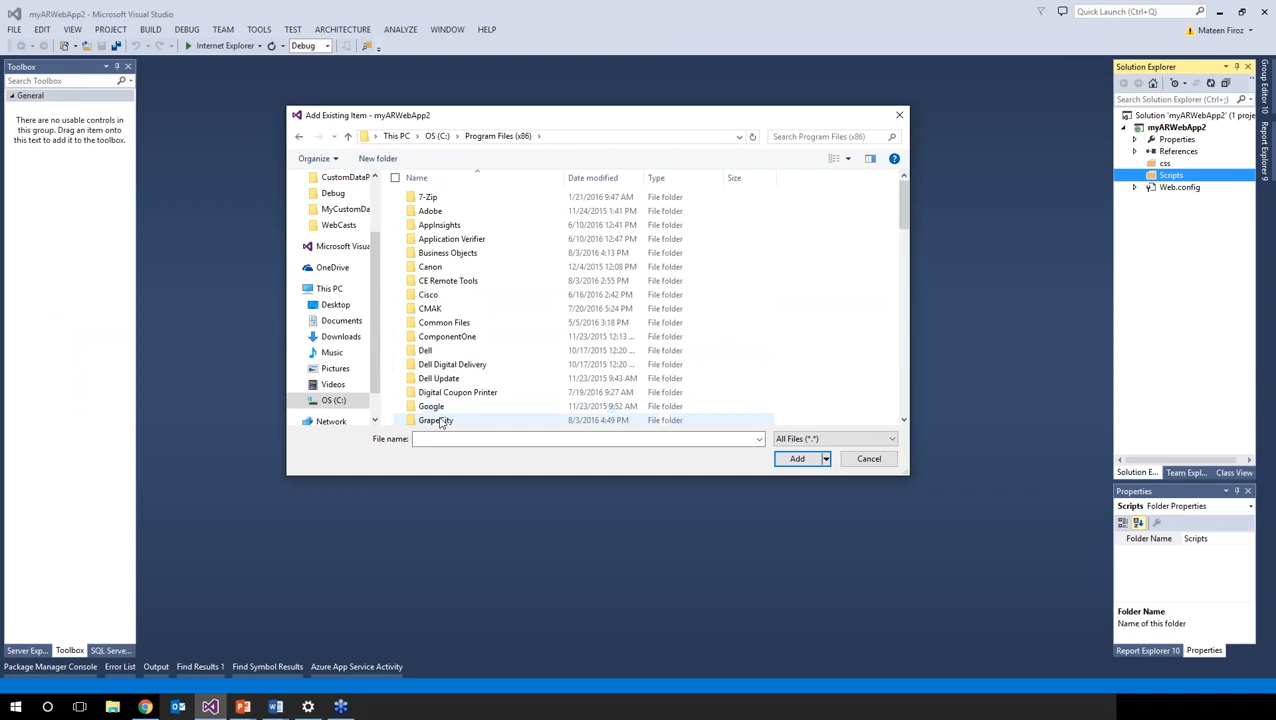 myARWebApp2 - Microsoft Visual Studio
Quick Launch (Ctrl+Q)
FILE EDIT VIEW PROJECT BUILD DEBUG TEAM TOOLS TEST ARCHITECTURE ANALYZE WINDOW HELP
Mateen Firoz
Internet Explorer Debug
Toolbox
Search Toolbox
General
There are no usable controls in
this group. Drag an item onto
this text to add it to the toolbox.
Add Existing Item - myARWebApp2
This PC OS (C:) Program Files (x86)
Search Program Files (x86)
Organize New folder
CustomDataP
Debug
MyCustomDa
WebCasts
Microsoft Visua
OneDrive
This PC
Desktop
Documents
Downloads
Music
Pictures
Videos
OS (C:)
Network
Name Date modified Type Size
7-Zip 1/21/2016 9:47 AM File folder
Adobe 11/24/2015 1:41 PM File folder
AppInsights 6/10/2016 12:41 PM File folder
Application Verifier 6/10/2016 12:47 PM File folder
Business Objects 8/3/2016 4:13 PM File folder
Canon 12/4/2015 12:08 PM File folder
CE Remote Tools 8/3/2016 2:55 PM File folder
Cisco 6/16/2016 2:42 PM File folder
CMAK 7/20/2016 5:24 PM File folder
Common Files 5/5/2016 3:18 PM File folder
ComponentOne 11/23/2015 12:13 ... File folder
Dell 10/17/2015 12:20 ... File folder
Dell Digital Delivery 10/17/2015 12:20 ... File folder
Dell Update 11/23/2015 9:43 AM File folder
Digital Coupon Printer 7/19/2016 9:27 AM File folder
Google 11/23/2015 9:52 AM File folder
GrapeCity 8/3/2016 4:49 PM File folder
File name: All Files (*.*)
Add Cancel
Solution Explorer
Search Solution Explorer (Ctrl+;)
Solution 'myARWebApp2' (1 proje
myARWebApp2
Properties
References
css
Scripts
Web.config
Solution E... Team Expl... Class View
Properties
Scripts Folder Properties
Folder Name Scripts
Folder Name
Name of this folder
Report Explorer 10 Properties
Group Editor 10
Report Explorer 9
Server Exp... Toolbox SQL Serve...
Package Manager Console Error List Output Find Results 1 Find Symbol Results Azure App Service Activity